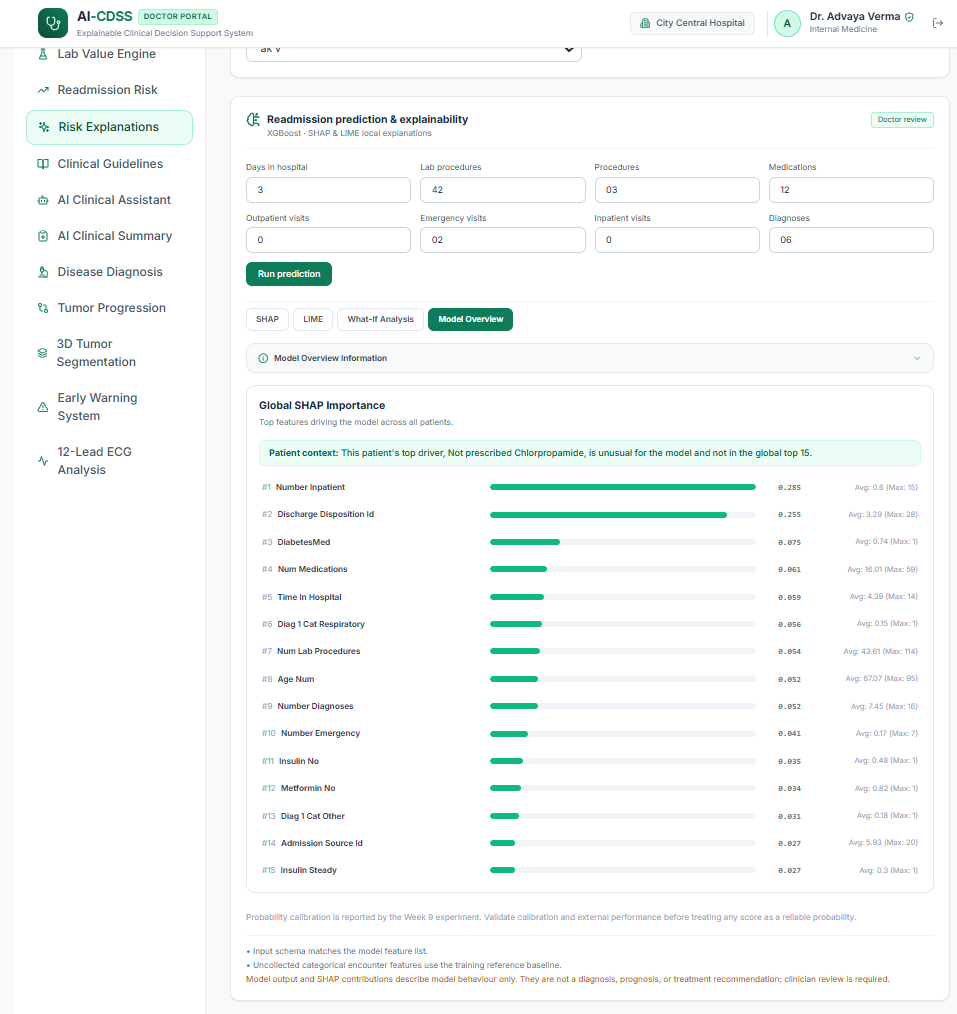 AI-CDSS DOCTOR PORTAL
Explainable Clinical Decision Support System
City Central Hospital
A
Dr. Advaya Verma
Internal Medicine
Lab Value Engine
Readmission Risk
Risk Explanations
Clinical Guidelines
AI Clinical Assistant
AI Clinical Summary
Disease Diagnosis
Tumor Progression
3D Tumor
Segmentation
Early Warning
System
12-Lead ECG
Analysis
ak v
Readmission prediction & explainability
XGBoost · SHAP & LIME local explanations
Doctor review
Days in hospital
Lab procedures
Procedures
Medications
3
42
03
12
Outpatient visits
Emergency visits
Inpatient visits
Diagnoses
0
02
0
06
Run prediction
SHAP
LIME
What-If Analysis
Model Overview
Model Overview Information
Global SHAP Importance
Top features driving the model across all patients.
Patient context: This patient's top driver, Not prescribed Chlorpropamide, is unusual for the model and not in the global top 15.
#1 Number Inpatient 0.285 Avg: 0.6 (Max: 15)
#2 Discharge Disposition Id 0.255 Avg: 3.29 (Max: 28)
#3 DiabetesMed 0.075 Avg: 0.74 (Max: 1)
#4 Num Medications 0.061 Avg: 16.01 (Max: 59)
#5 Time In Hospital 0.059 Avg: 4.39 (Max: 14)
#6 Diag 1 Cat Respiratory 0.056 Avg: 0.15 (Max: 1)
#7 Num Lab Procedures 0.054 Avg: 43.61 (Max: 114)
#8 Age Num 0.052 Avg: 67.07 (Max: 95)
#9 Number Diagnoses 0.052 Avg: 7.45 (Max: 16)
#10 Number Emergency 0.041 Avg: 0.17 (Max: 7)
#11 Insulin No 0.035 Avg: 0.48 (Max: 1)
#12 Metformin No 0.034 Avg: 0.82 (Max: 1)
#13 Diag 1 Cat Other 0.031 Avg: 0.18 (Max: 1)
#14 Admission Source Id 0.027 Avg: 5.93 (Max: 20)
#15 Insulin Steady 0.027 Avg: 0.3 (Max: 1)
Probability calibration is reported by the Week 9 experiment. Validate calibration and external performance before treating any score as a reliable probability.
• Input schema matches the model feature list.
• Uncollected categorical encounter features use the training reference baseline.
Model output and SHAP contributions describe model behaviour only. They are not a diagnosis, prognosis, or treatment recommendation; clinician review is required.